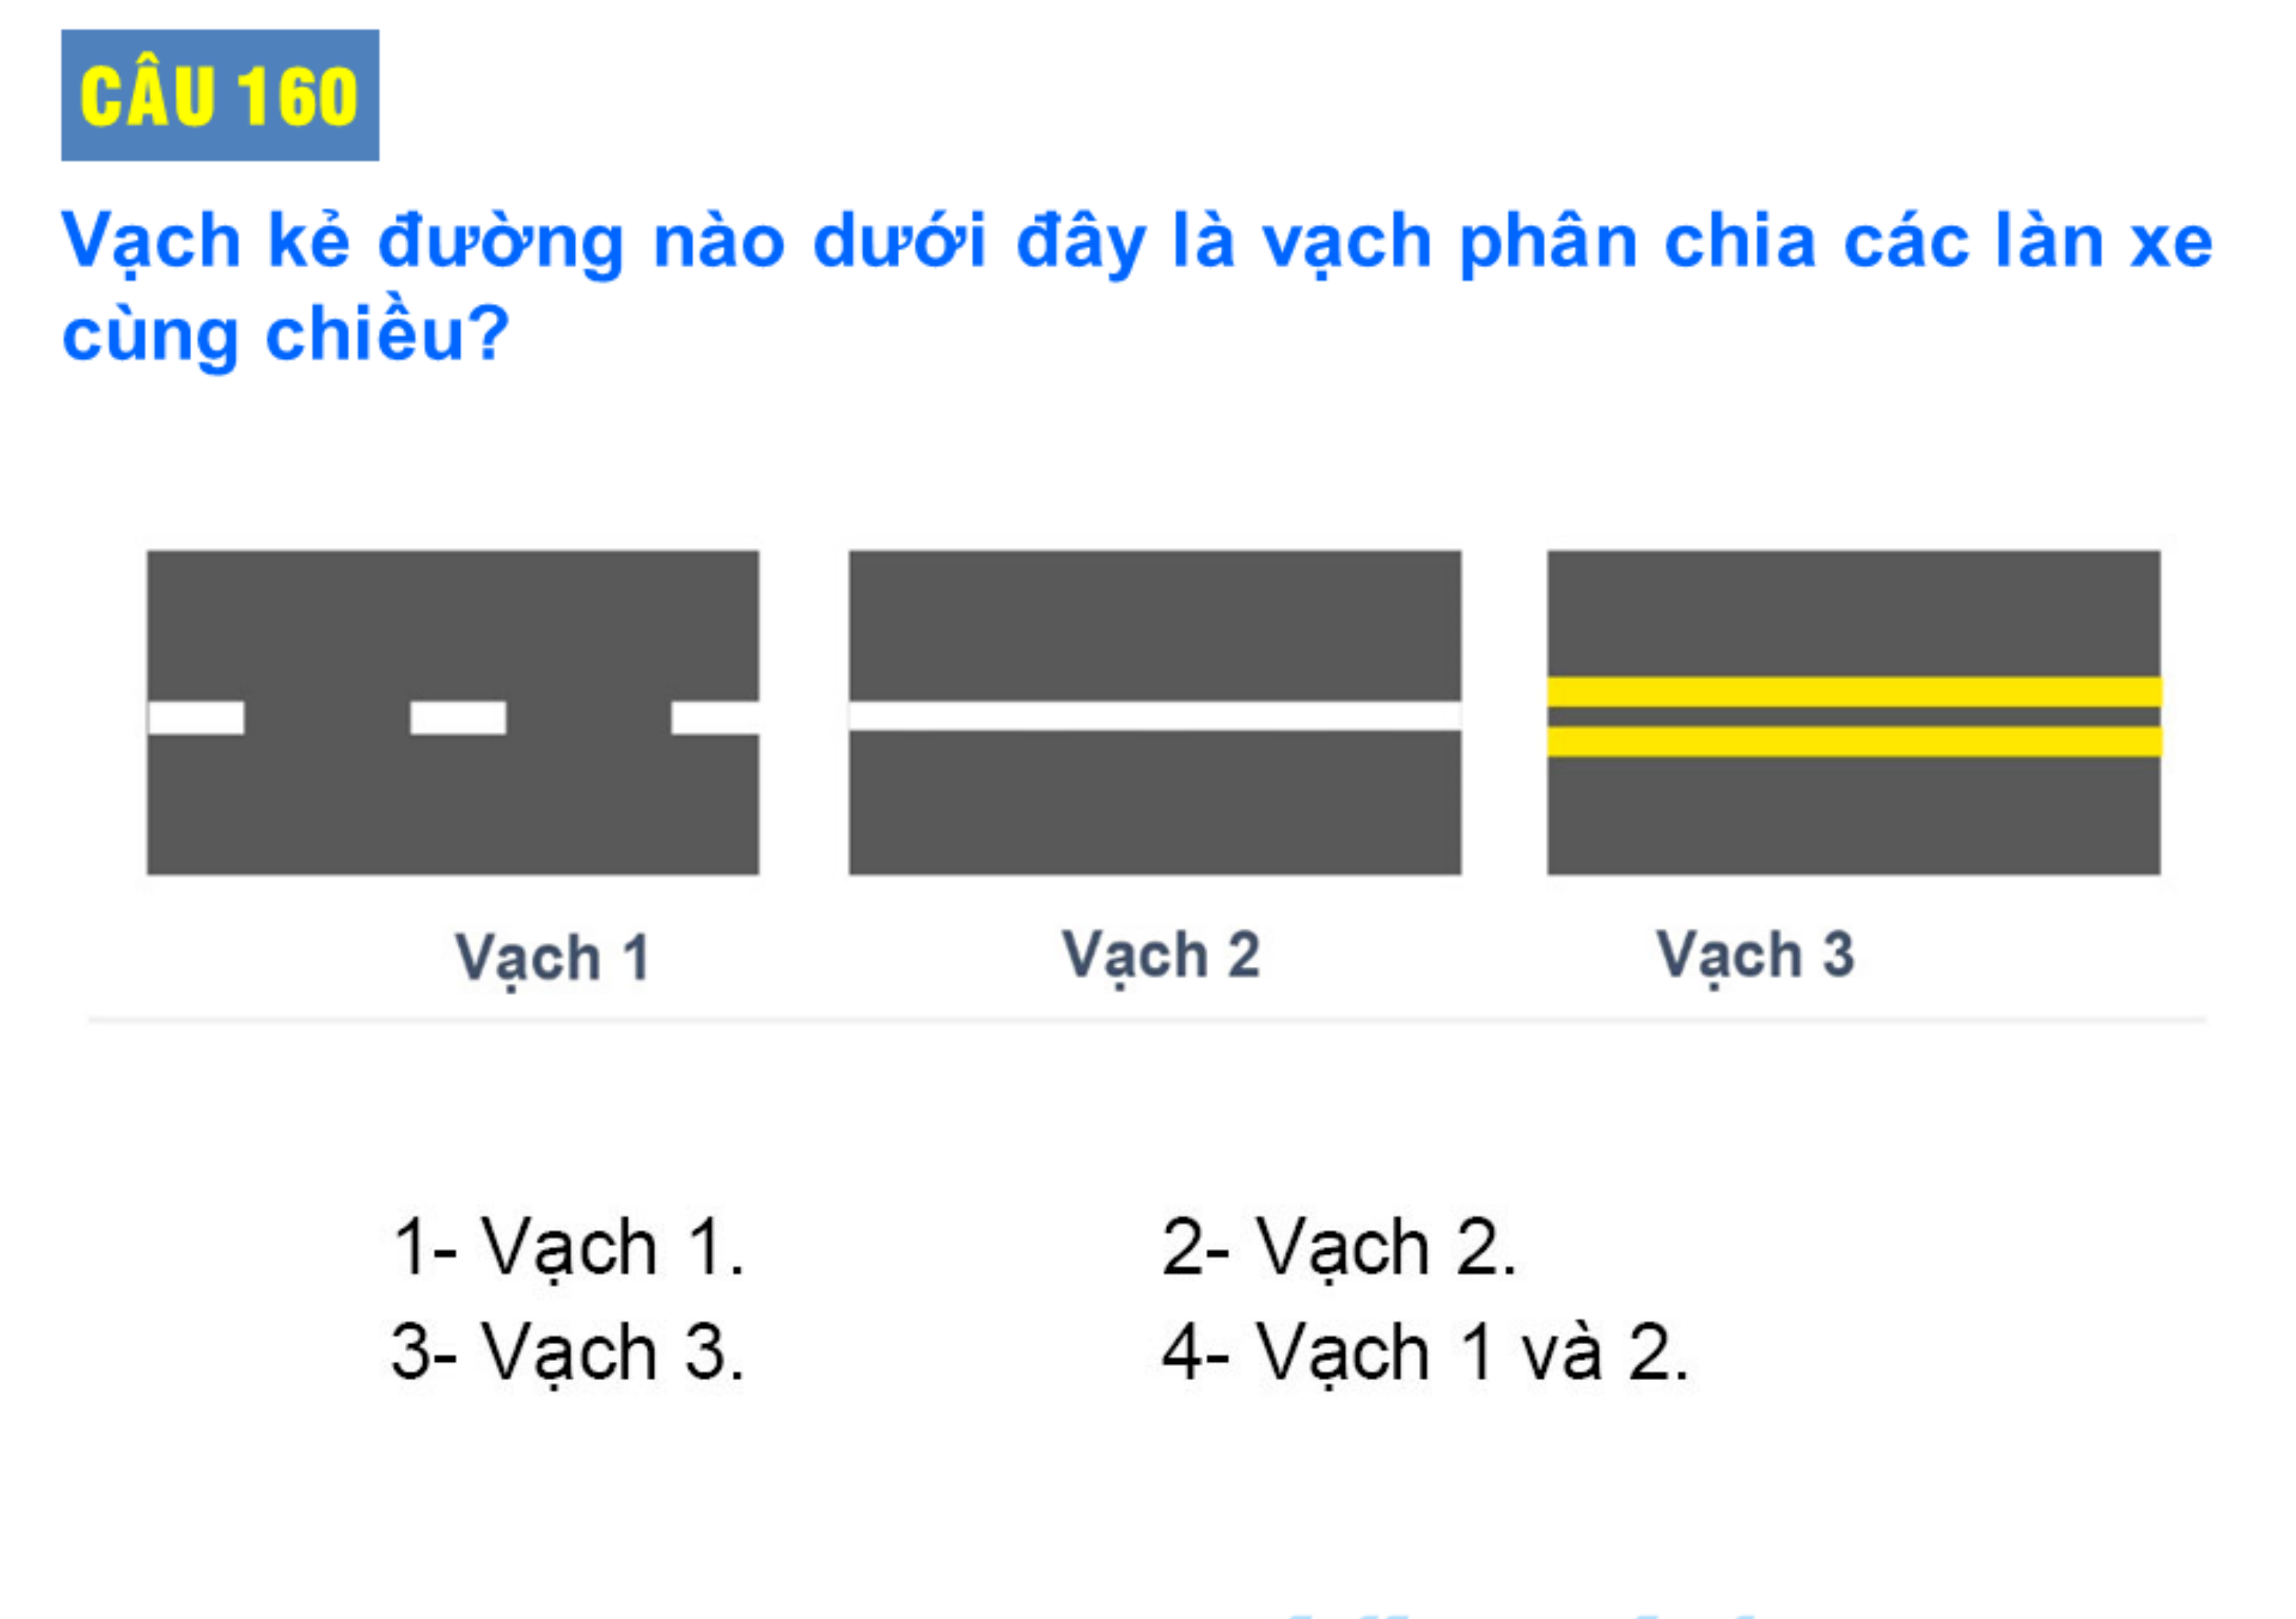 CÂU 160
Vạch kẻ đường nào dưới đây là vạch phân chia các làn xe
cùng chiều?
Vạch 1
Vạch 2
Vạch 3
1- Vạch 1.
2- Vạch 2.
3- Vạch 3.
4- Vạch 1 và 2.